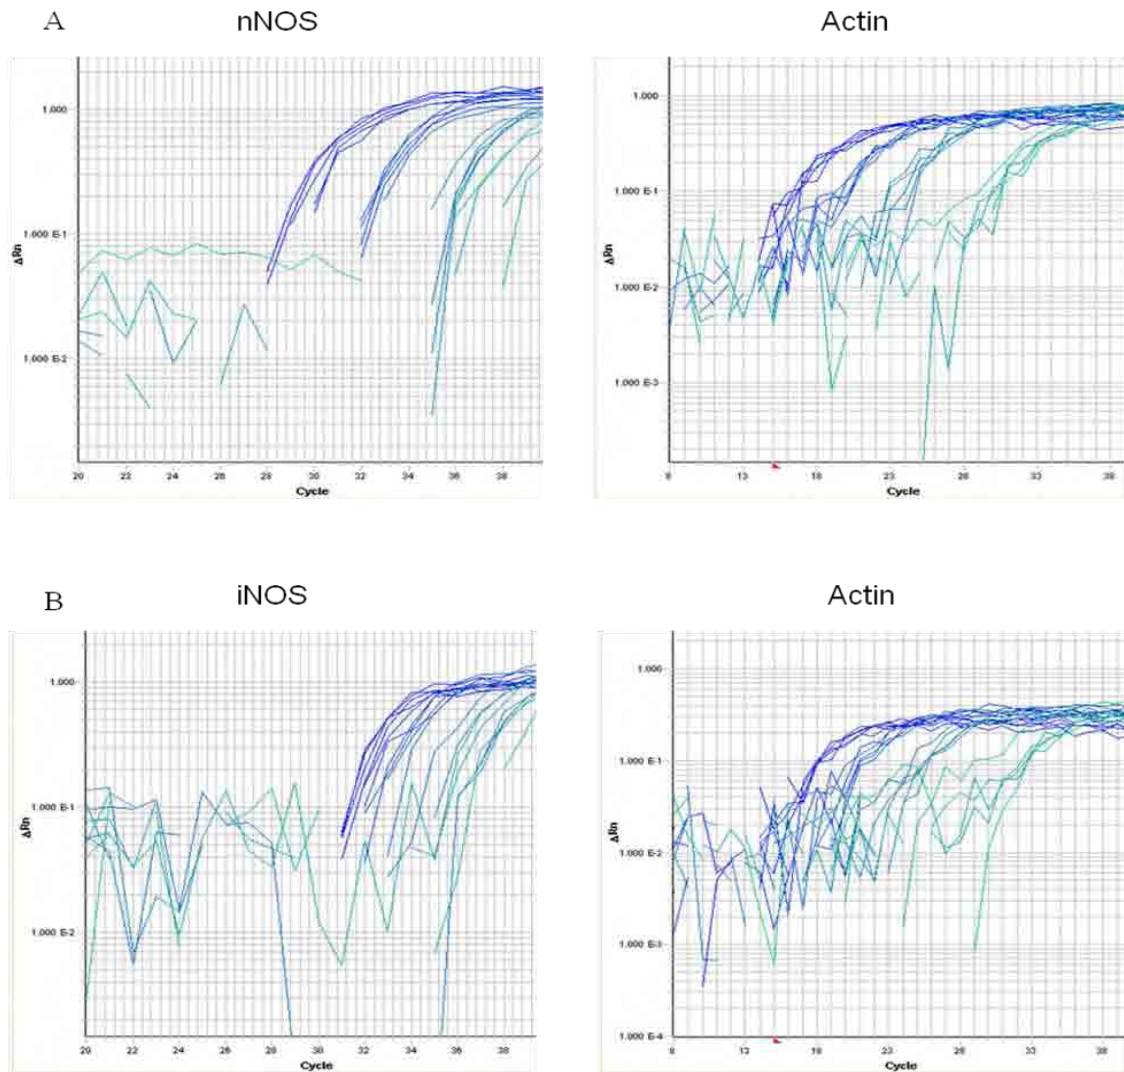 A
nNOS
Actin
ΔRn
1.000
1.000 E-1
1.000 E-2
20 22 24 26 28 30 32 34 36 38
Cycle
ΔRn
1.000
1.000 E-1
1.000 E-2
1.000 E-3
8 13 18 23 28 33 38
Cycle
B
iNOS
Actin
ΔRn
1.000
1.000 E-1
1.000 E-2
20 22 24 26 28 30 32 34 36 38
Cycle
ΔRn
1.000
1.000 E-1
1.000 E-2
1.000 E-3
1.000 E-4
8 13 18 23 28 33 38
Cycle